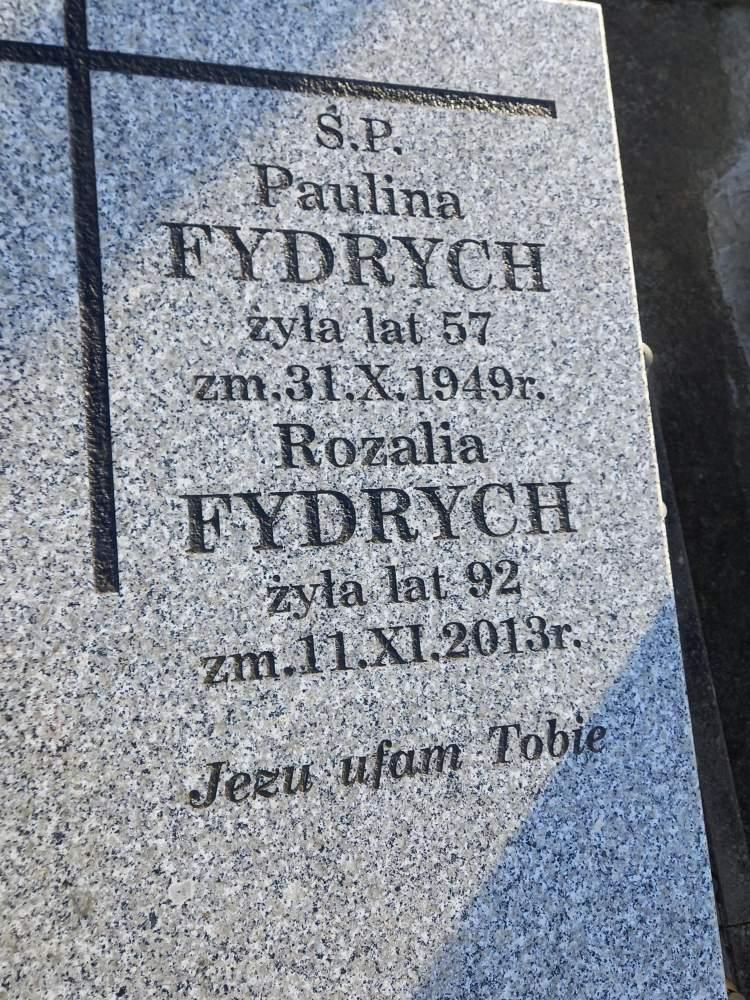 Ś.P.
Paulina
FYDRYCH
żyła lat 57
zm.31.X.1949r.
Rozalia
FYDRYCH
żyła lat 92
zm.11.XI.2013r.
Jezu ufam Tobie